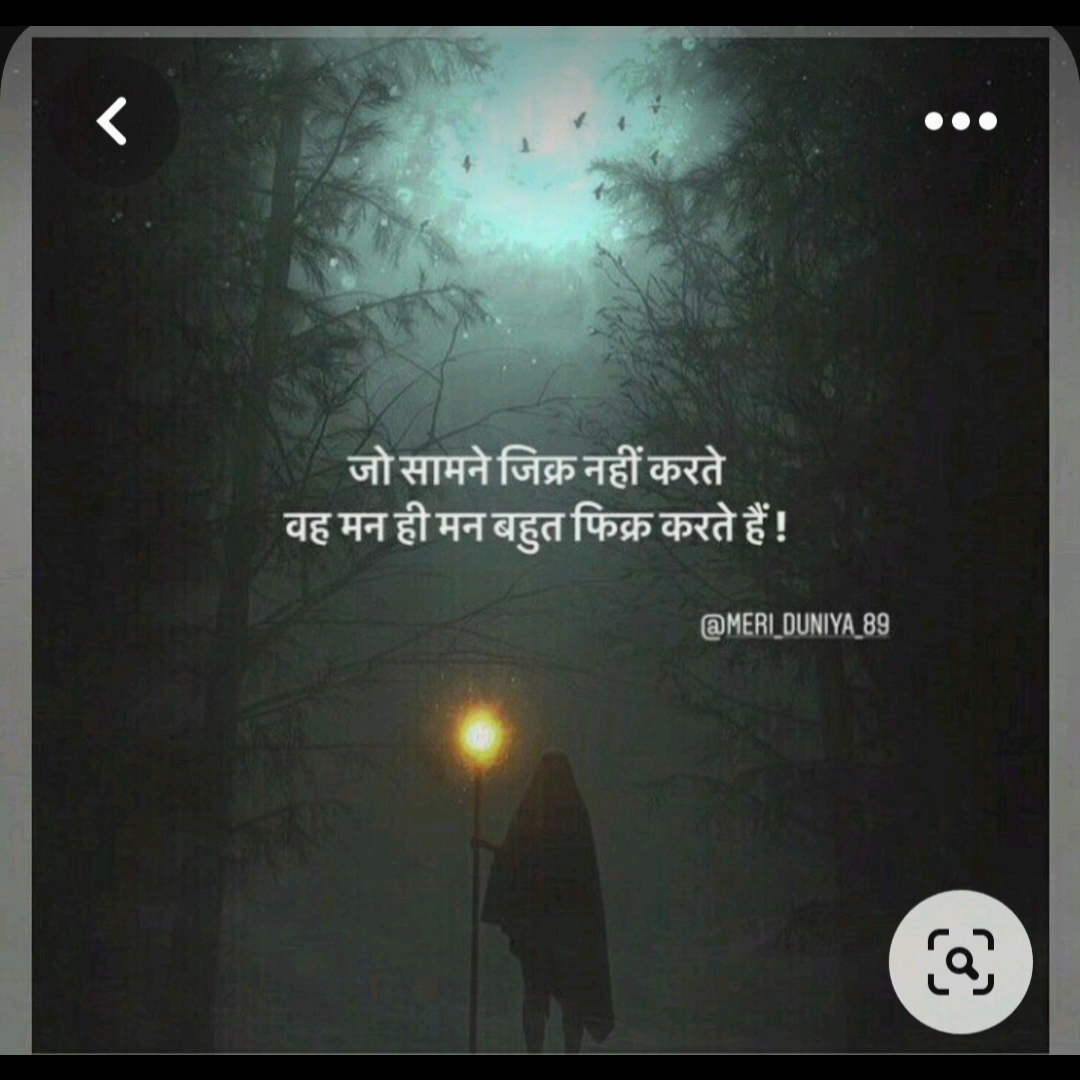 जो सामने जिक्र नहीं करते
वह मन ही मन बहुत फिक्र करते हैं !
@MERI_DUNIYA_89